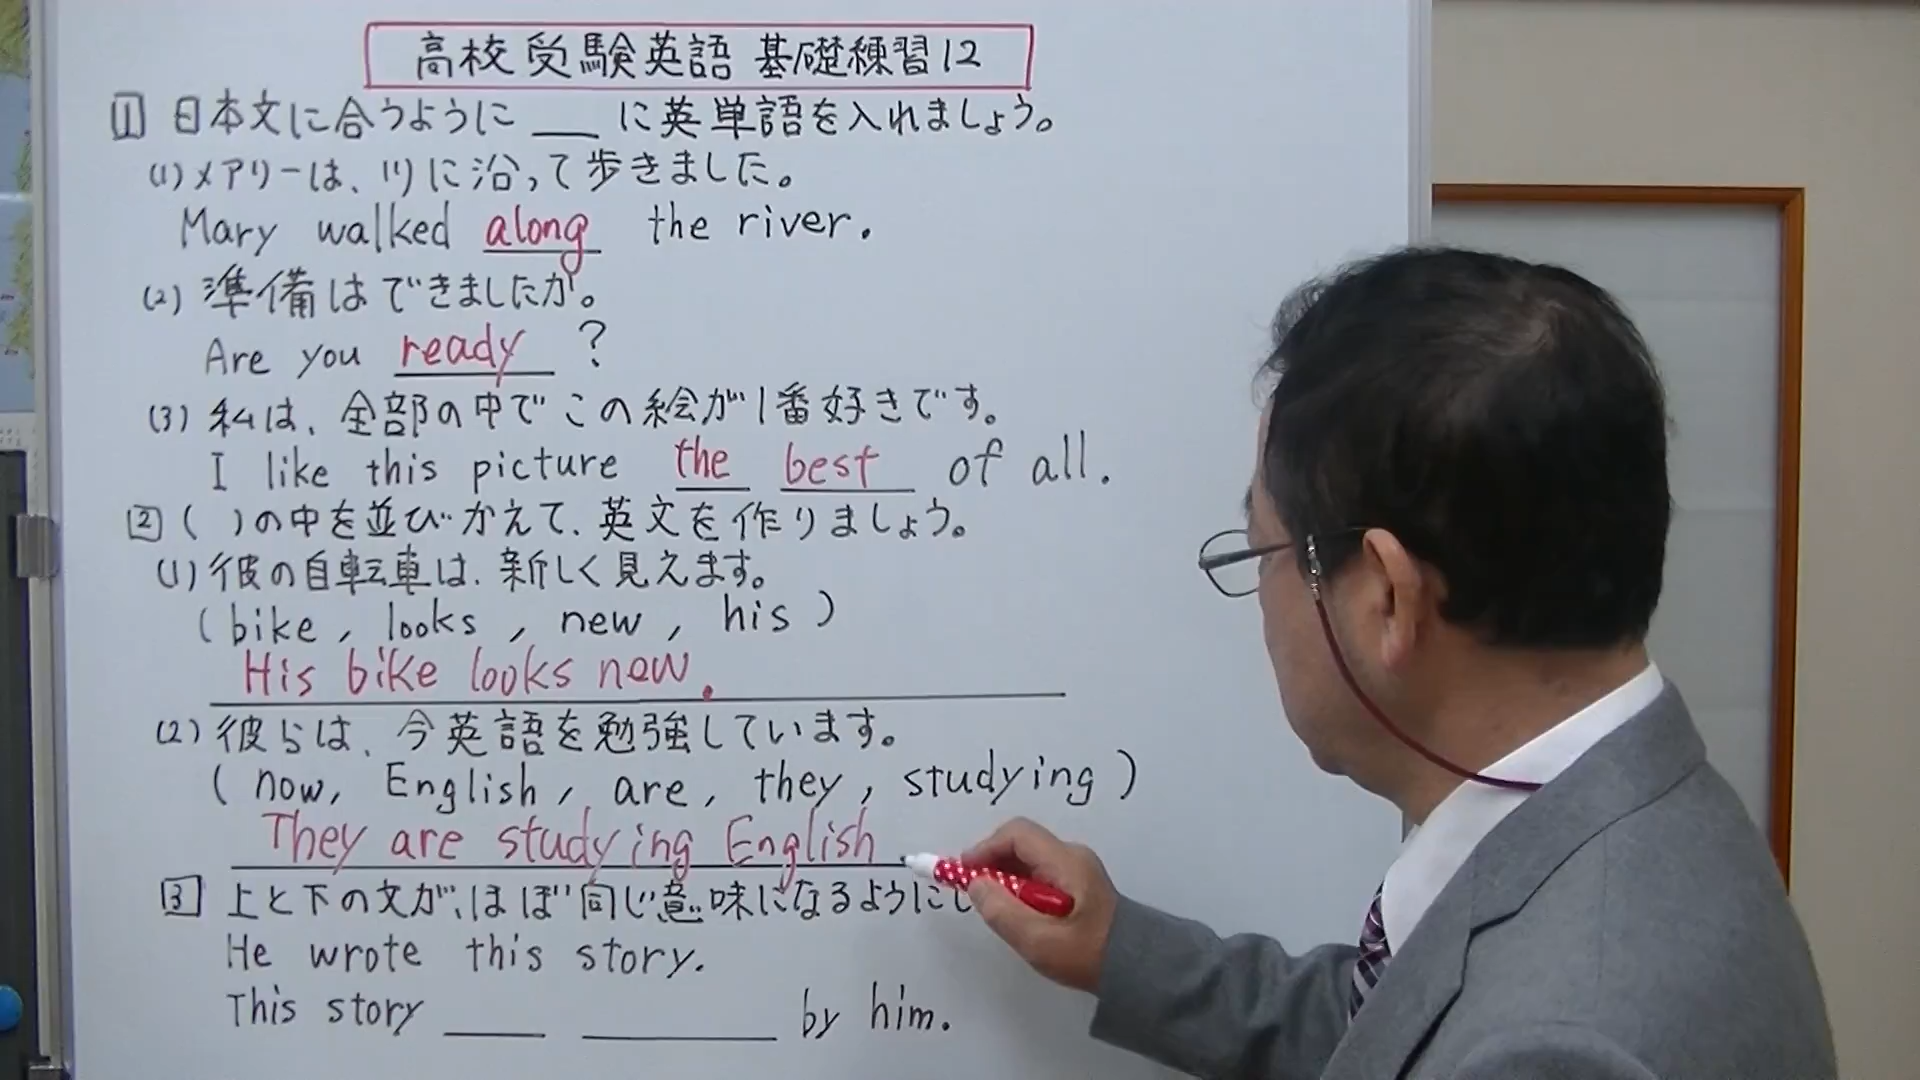 高校受験英語 基礎練習12
1 日本文に合うように ___ に英単語を入れましょう。
(1) メアリーは、川に沿って歩きました。
Mary walked along the river.
(2) 準備はできましたか。
Are you ready ?
(3) 私は、全部の中でこの絵が1番好きです。
I like this picture the best of all.
2 ( )の中を並びかえて、英文を作りましょう。
(1) 彼の自転車は、新しく見えます。
( bike , looks , new , his )
His bike looks new.
(2) 彼らは、今英語を勉強しています。
( now, English , are , they , studying )
They are studying English
3 上と下の文が、ほぼ同じ意味になるようにし
He wrote this story.
This story ___ ___ by him.